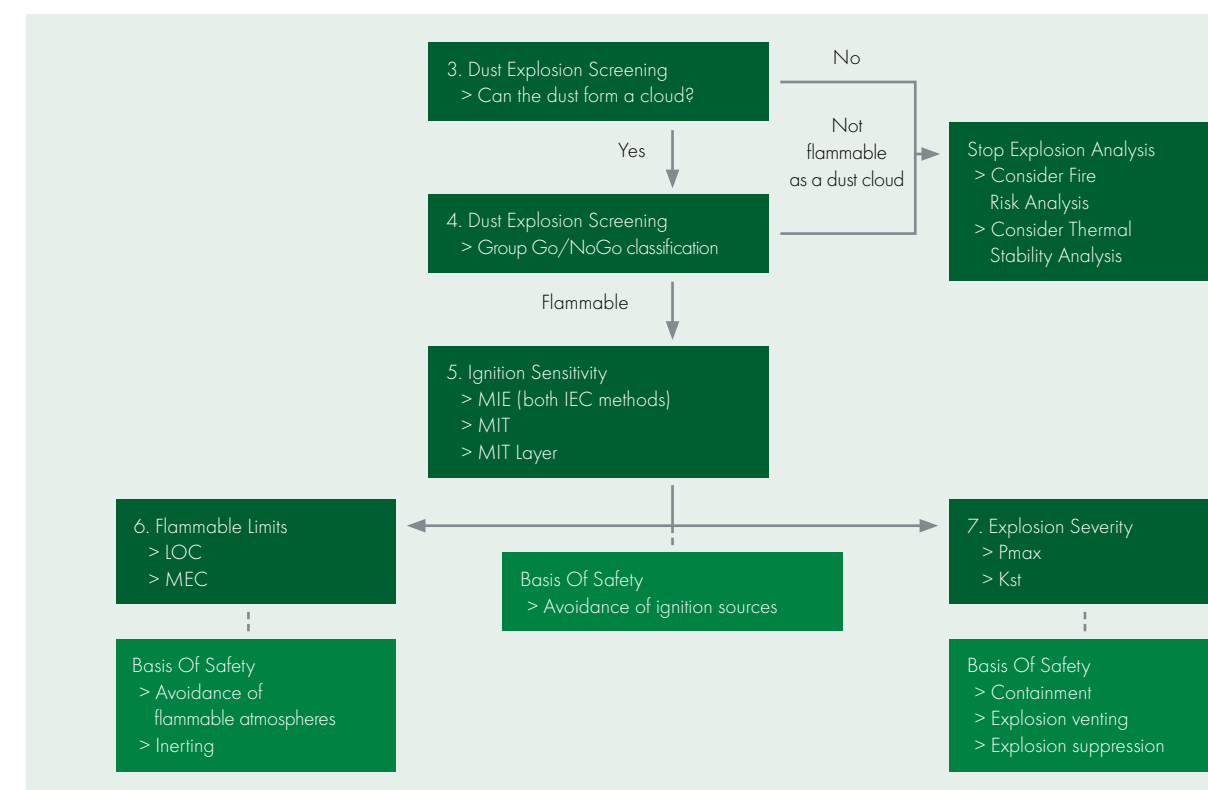 3. Dust Explosion Screening
> Can the dust form a cloud?
No
Yes
Not
flammable
as a dust cloud
Stop Explosion Analysis
> Consider Fire
Risk Analysis
> Consider Thermal
Stability Analysis
4. Dust Explosion Screening
> Group Go/NoGo classification
Flammable
5. Ignition Sensitivity
> MIE (both IEC methods)
> MIT
> MIT Layer
6. Flammable Limits
> LOC
> MEC
Basis Of Safety
> Avoidance of ignition sources
7. Explosion Severity
> Pmax
> Kst
Basis Of Safety
> Avoidance of
flammable atmospheres
> Inerting
Basis Of Safety
> Containment
> Explosion venting
> Explosion suppression